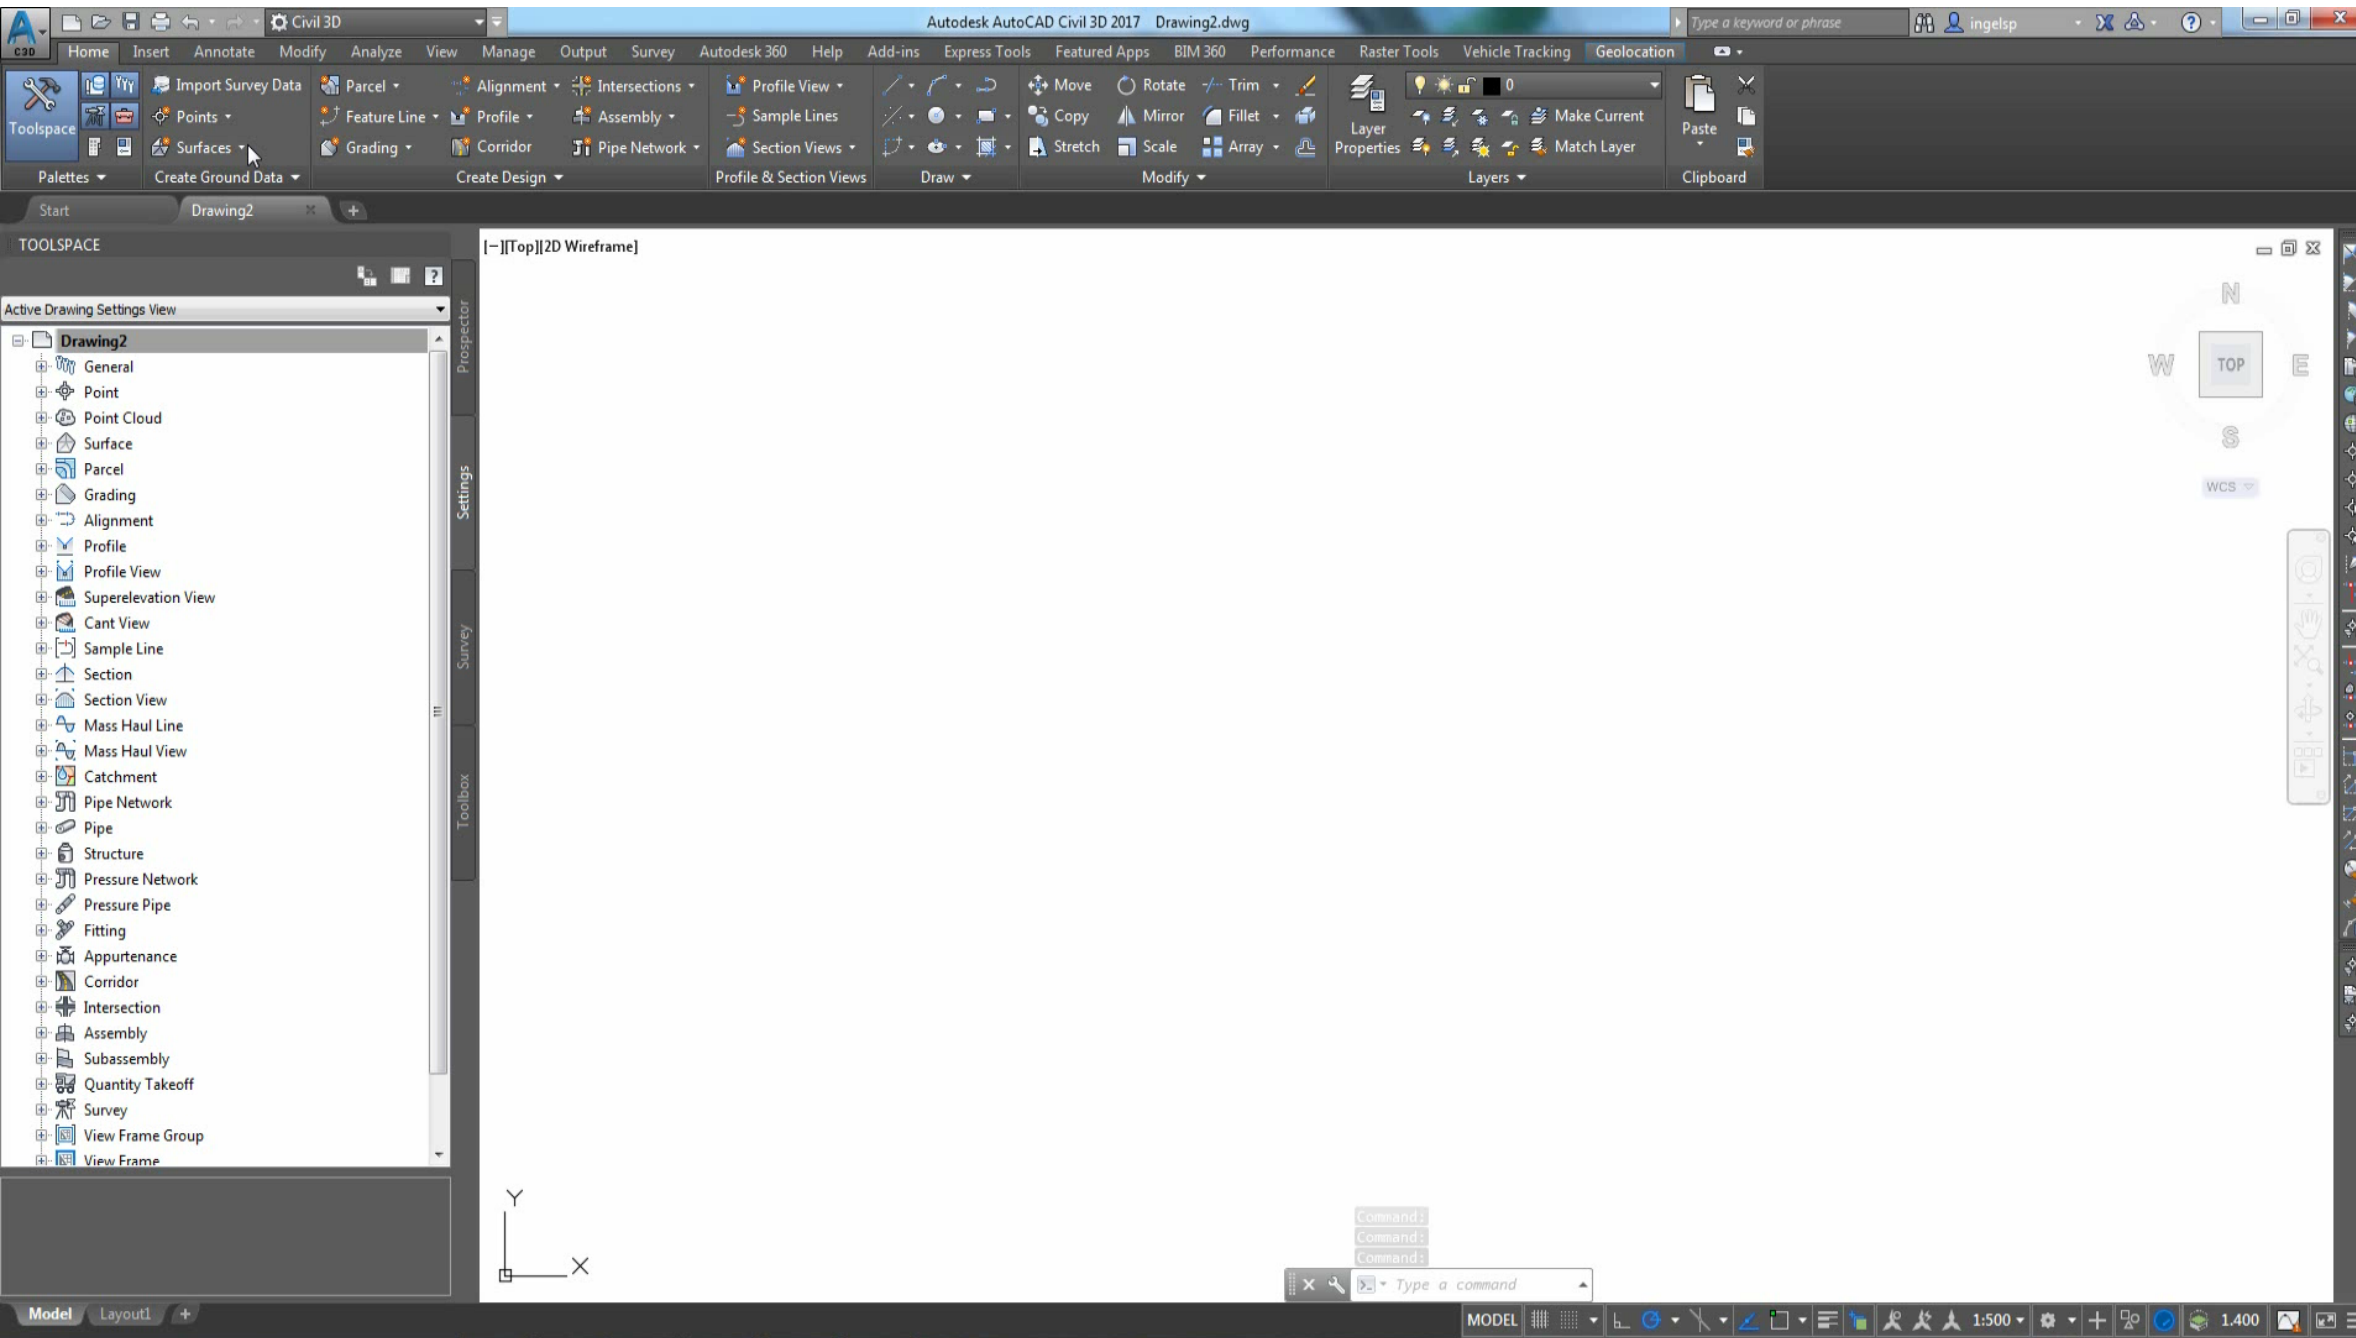 Civil 3D
Autodesk AutoCAD Civil 3D 2017 Drawing2.dwg
Type a keyword or phrase
ingelsp
C3D
Home Insert Annotate Modify Analyze View Manage Output Survey Autodesk 360 Help Add-ins Express Tools Featured Apps BIM 360 Performance Raster Tools Vehicle Tracking Geolocation
Import Survey Data Parcel Alignment Intersections Profile View Move Rotate Trim 0
Toolspace Points Feature Line Profile Assembly Sample Lines Copy Mirror Fillet Layer Properties Make Current Paste
Surfaces Grading Corridor Pipe Network Section Views Stretch Scale Array Match Layer
Palettes Create Ground Data Create Design Profile & Section Views Draw Modify Layers Clipboard
Start Drawing2
TOOLSPACE
[–][Top][2D Wireframe]
Active Drawing Settings View
Drawing2
General
Point
Point Cloud
Surface
Parcel
Grading
Alignment
Profile
Profile View
Superelevation View
Cant View
Sample Line
Section
Section View
Mass Haul Line
Mass Haul View
Catchment
Pipe Network
Pipe
Structure
Pressure Network
Pressure Pipe
Fitting
Appurtenance
Corridor
Intersection
Assembly
Subassembly
Quantity Takeoff
Survey
View Frame Group
View Frame
Prospector
Settings
Survey
Toolbox
N
W TOP E
S
WCS
Y
X
Command:
Command:
Command:
Type a command
Model Layout1
MODEL 1:500 1.400